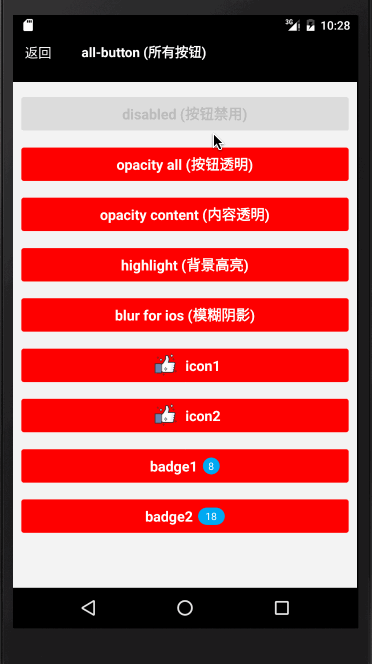 3G 10:28
返回 all-button (所有按钮)
disabled (按钮禁用)
opacity all (按钮透明)
opacity content (内容透明)
highlight (背景高亮)
blur for ios (模糊阴影)
icon1
icon2
badge1 8
badge2 18